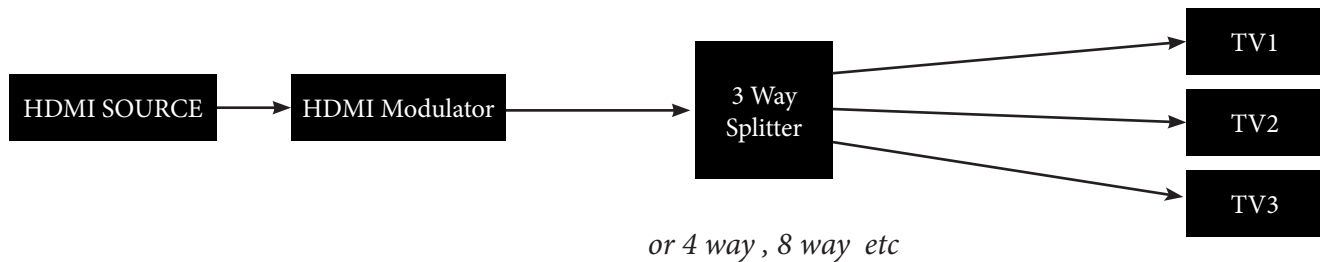 HDMI SOURCE
HDMI Modulator
3 Way
Splitter
TV1
TV2
TV3
or 4 way , 8 way etc